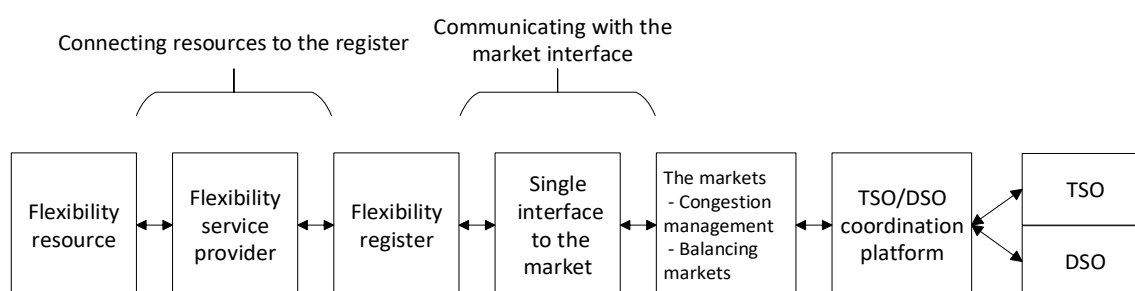 Connecting resources to the register
Communicating with the
market interface
Flexibility
resource
Flexibility
service
provider
Flexibility
register
Single
interface
to the
market
The markets
- Congestion
management
- Balancing
markets
TSO/DSO
coordination
platform
TSO
DSO